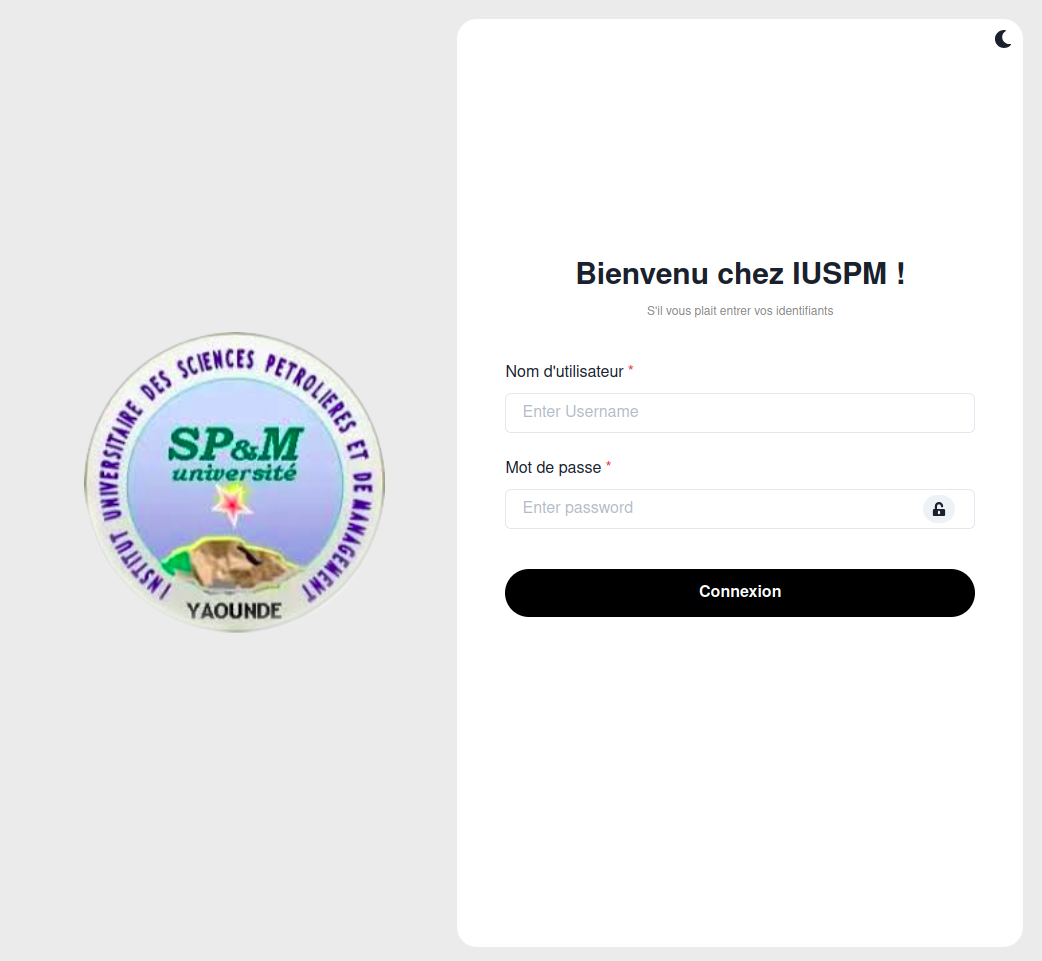 INSTITUT UNIVERSITAIRE DES SCIENCES PETROLIERES ET DE MANAGEMENT
SP&M
université
YAOUNDE
Bienvenu chez IUSPM !
S'il vous plait entrer vos identifiants
Nom d'utilisateur *
Enter Username
Mot de passe *
Enter password
Connexion